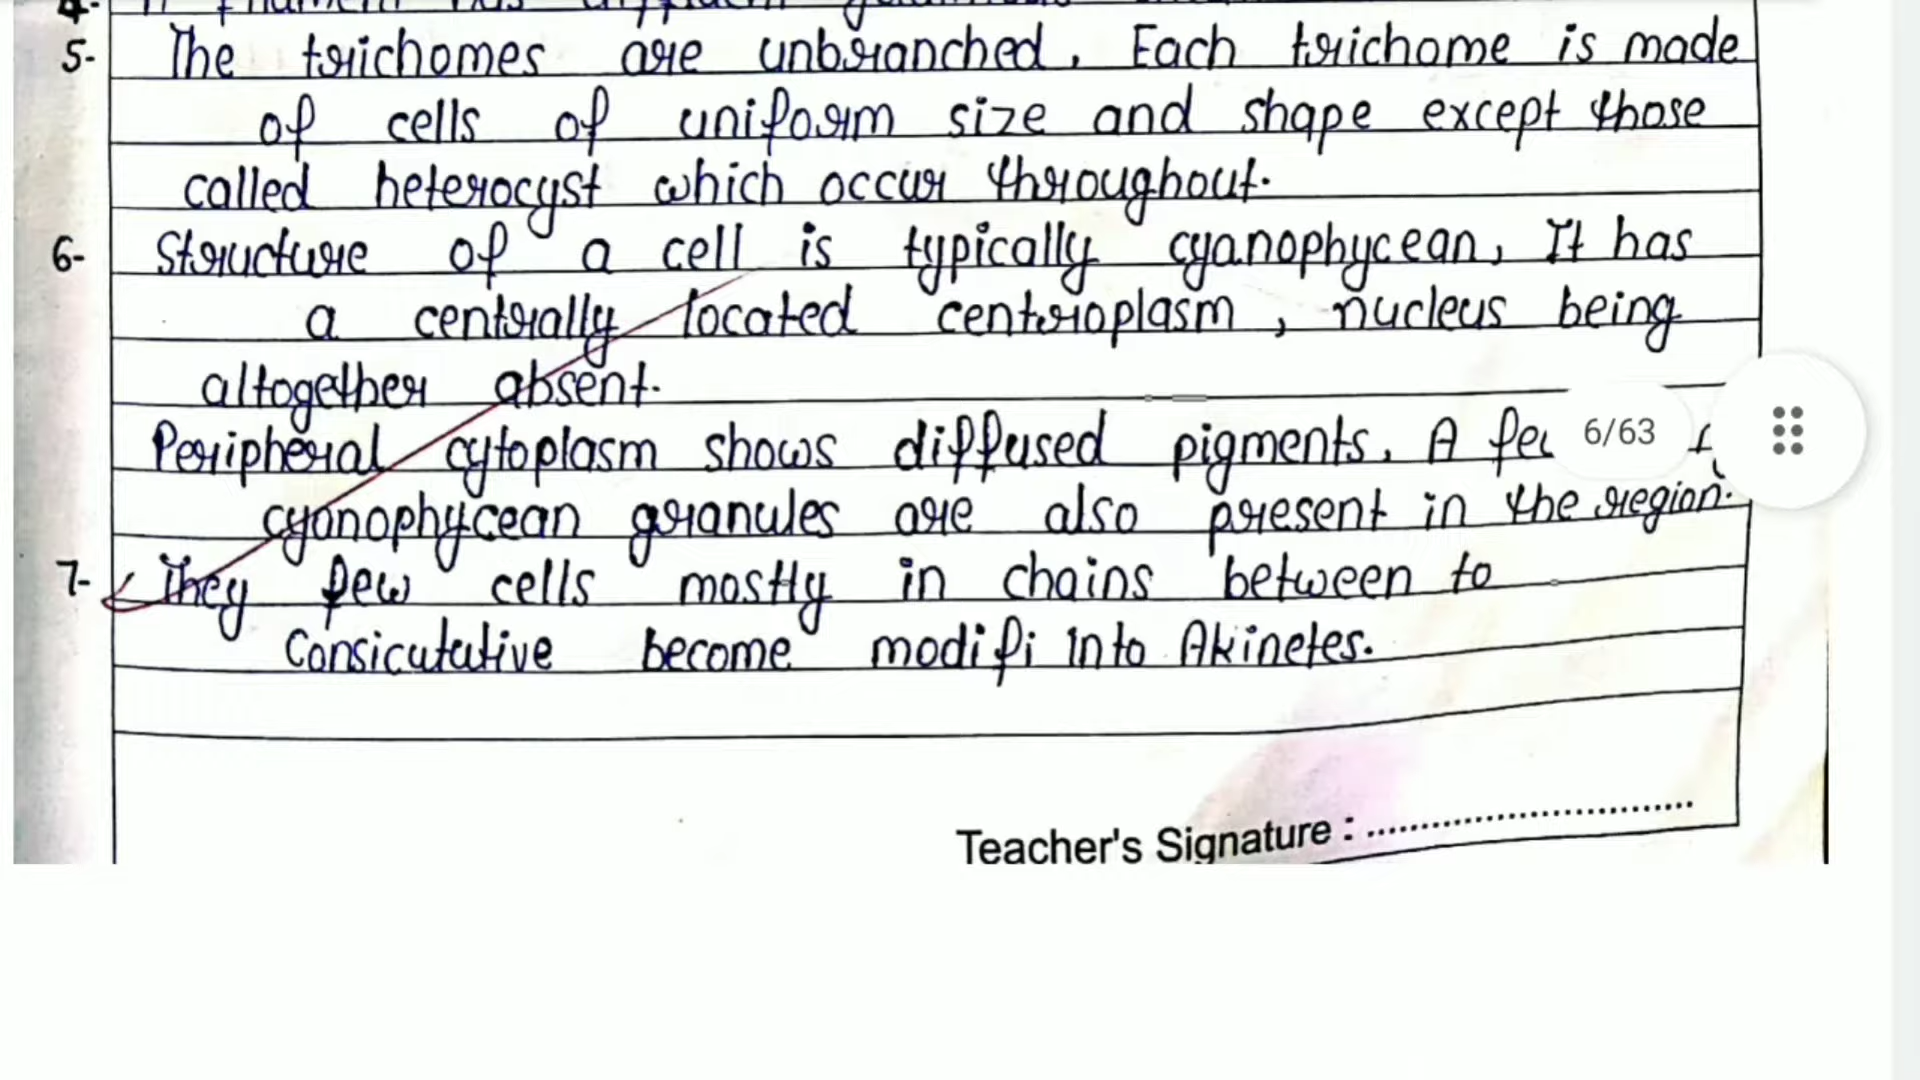 5- The trichomes are unbranched. Each trichome is made
of cells of uniform size and shape except those
called heterocyst which occur throughout.
6- Structure of a cell is typically cyanophycean, It has
a centrally located centroplasm, nucleus being
altogether absent.
Peripheral cytoplasm shows diffused pigments. A
6/63
cyanophycean granules are also present in the region.
7- They few cells mostly in chains between to
Consicutative become modifi into Akinetes.
Teacher's Signature : ..............................